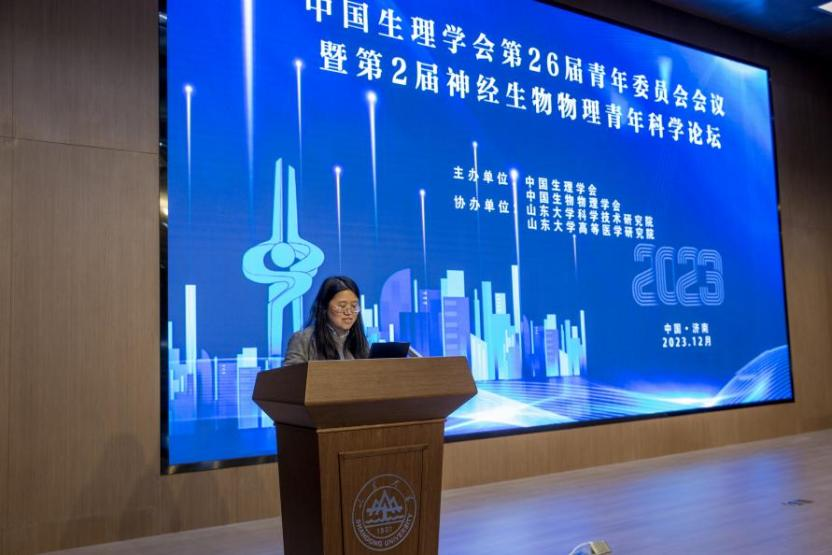 中国生理学会第26届青年委员会会议
暨第2届神经生物物理青年科学论坛
主办单位：中国生理学会
中国生物物理学会
协办单位：山东大学科学技术研究院
山东大学高等医学研究院
2023
中国·济南
2023.12月
1901
SHANDONG UNIVERSITY